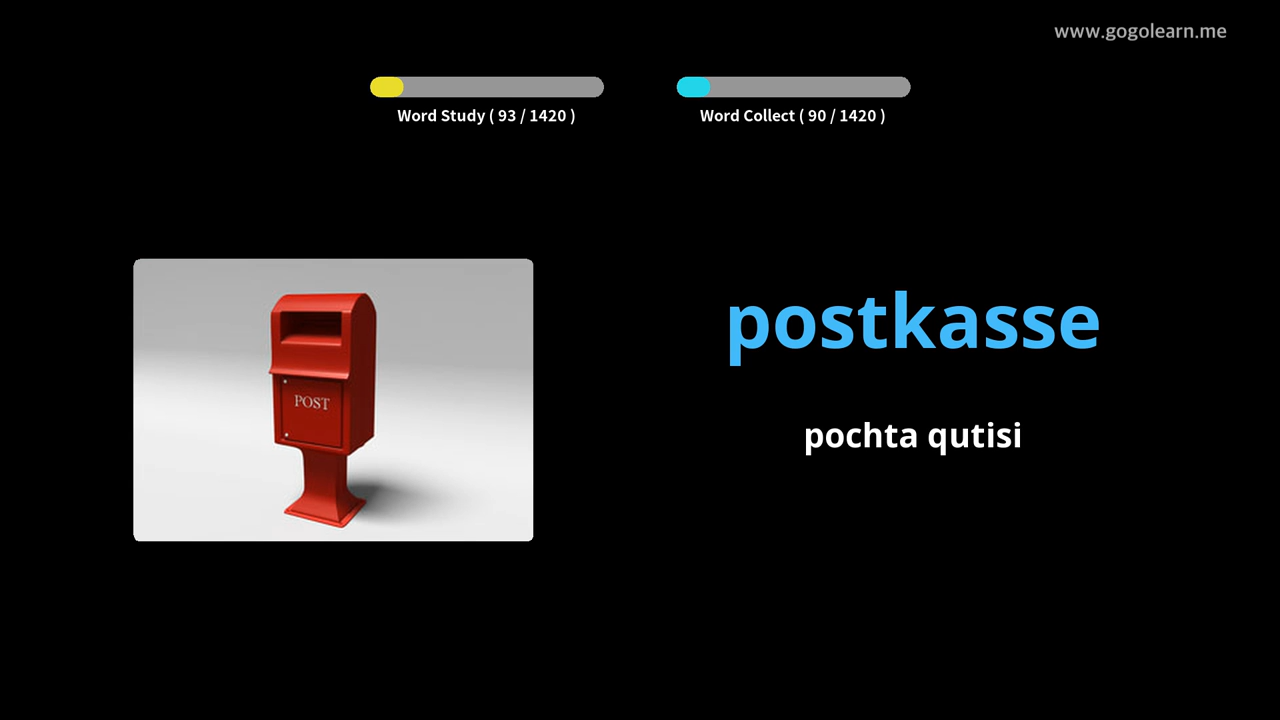 www.gogolearn.me
Word Study ( 93 / 1420 )
Word Collect ( 90 / 1420 )
POST
postkasse
pochta qutisi